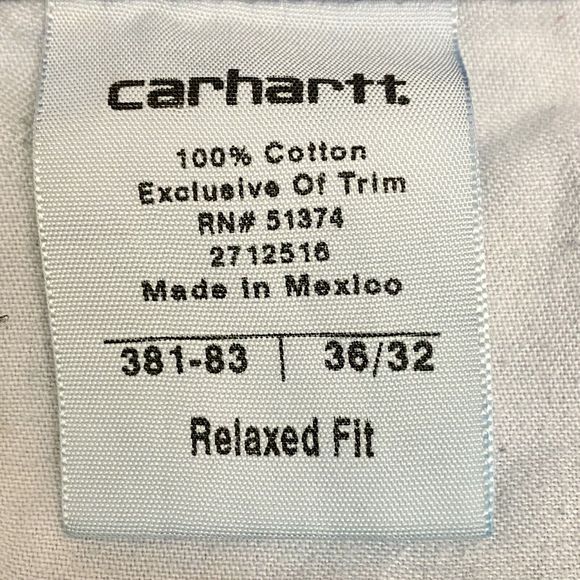 carhartt.
100% Cotton
Exclusive Of Trim
RN# 51374
2712516
Made in Mexico
381-83 | 36/32
Relaxed Fit